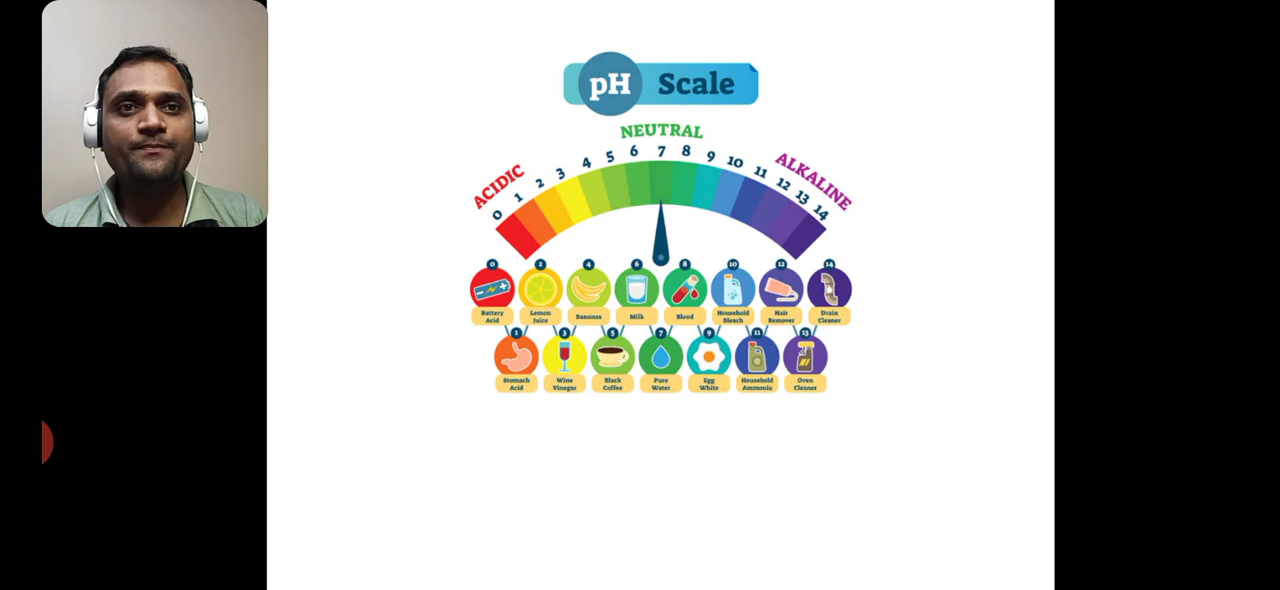 pH Scale
NEUTRAL
ACIDIC
ALKALINE
0 1 2 3 4 5 6 7 8 9 10 11 12 13 14
0 2 4 6 8 10 12 14
Battery Acid
Lemon Juice
Bananas
Milk
Blood
Household Bleach
Hair Remover
Drain Cleaner
1 3 5 7 9 11 13
Stomach Acid
Wine Vinegar
Black Coffee
Pure Water
Egg White
Household Ammonia
Oven Cleaner